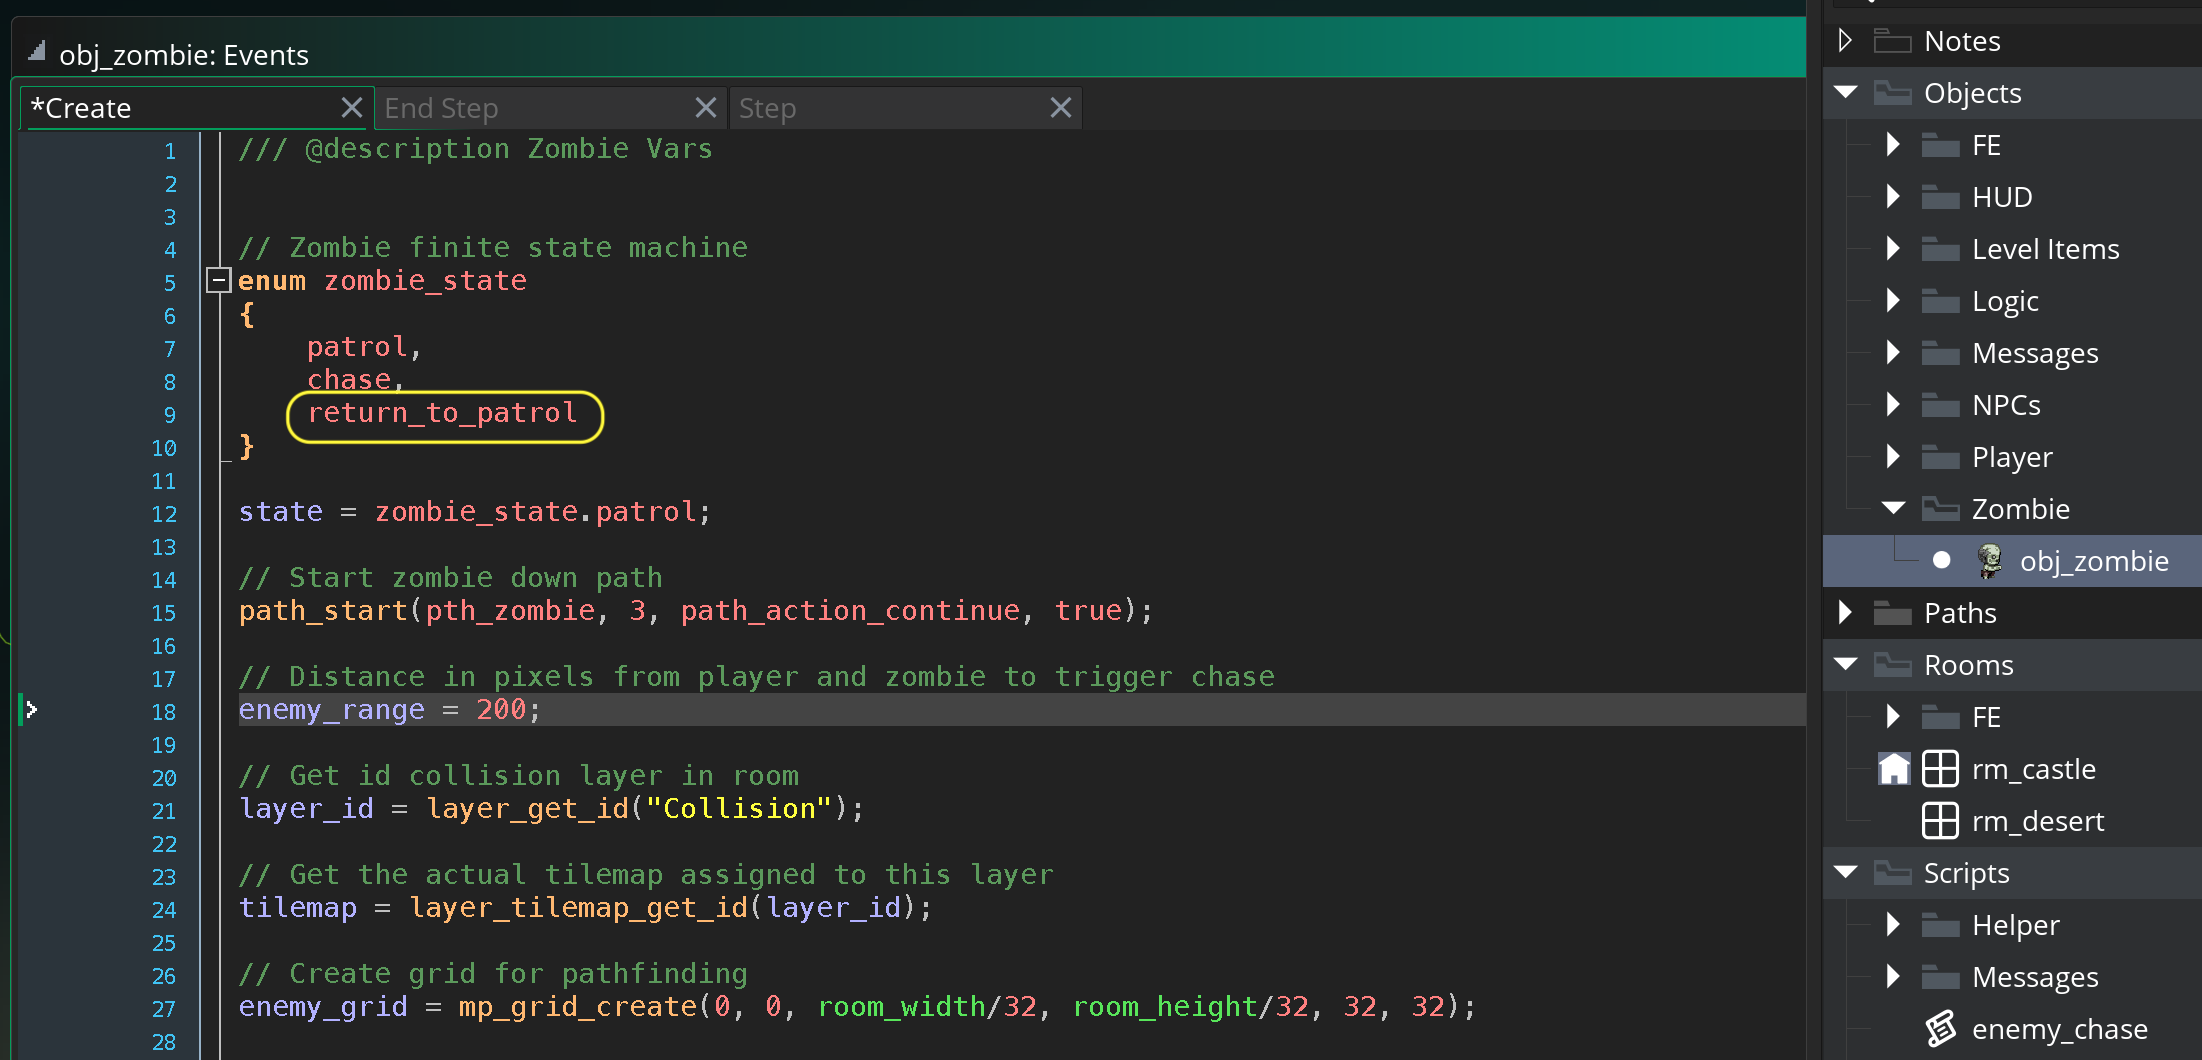 obj_zombie: Events
*Create
End Step
Step
1 /// @description Zombie Vars
2
3
4 // Zombie finite state machine
5 enum zombie_state
6 {
7 patrol,
8 chase,
9 return_to_patrol
10 }
11
12 state = zombie_state.patrol;
13
14 // Start zombie down path
15 path_start(pth_zombie, 3, path_action_continue, true);
16
17 // Distance in pixels from player and zombie to trigger chase
18 enemy_range = 200;
19
20 // Get id collision layer in room
21 layer_id = layer_get_id("Collision");
22
23 // Get the actual tilemap assigned to this layer
24 tilemap = layer_tilemap_get_id(layer_id);
25
26 // Create grid for pathfinding
27 enemy_grid = mp_grid_create(0, 0, room_width/32, room_height/32, 32, 32);
28
Notes
Objects
FE
HUD
Level Items
Logic
Messages
NPCs
Player
Zombie
obj_zombie
Paths
Rooms
FE
rm_castle
rm_desert
Scripts
Helper
Messages
enemy_chase